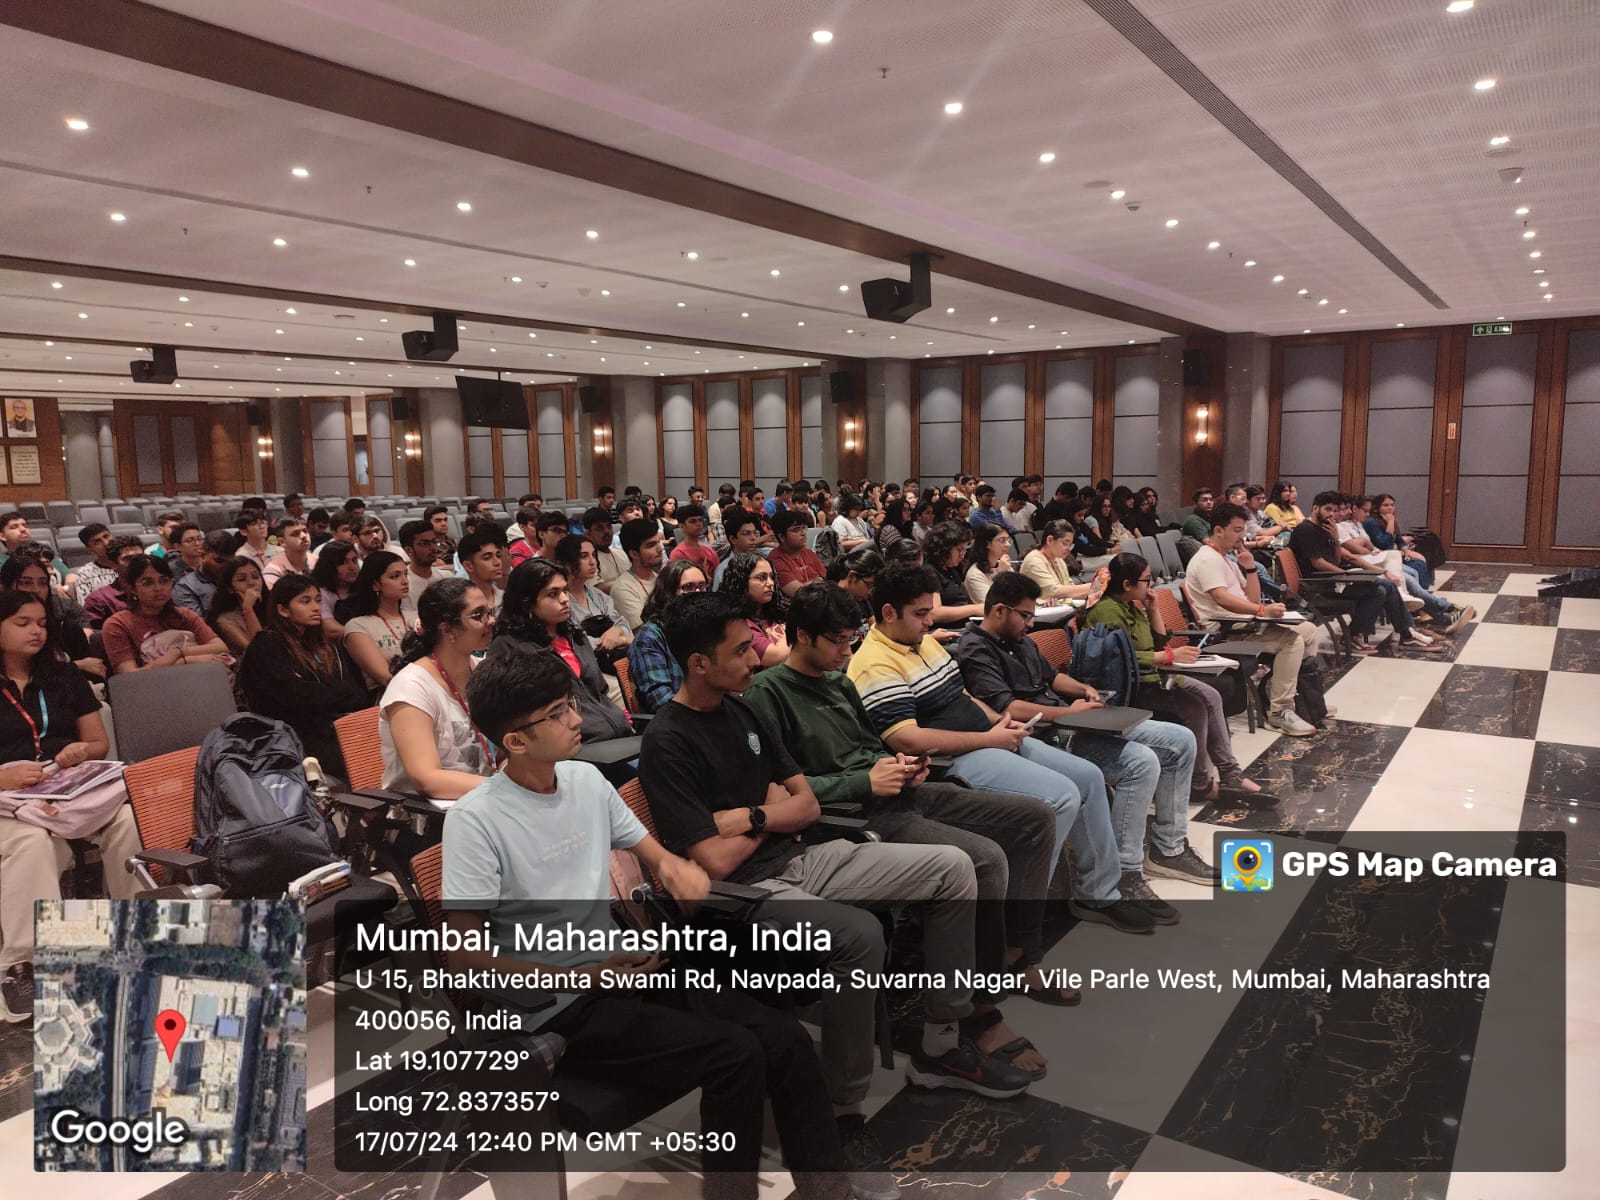 GPS Map Camera
Mumbai, Maharashtra, India
U 15, Bhaktivedanta Swami Rd, Navpada, Suvarna Nagar, Vile Parle West, Mumbai, Maharashtra
400056, India
Lat 19.107729°
Long 72.837357°
17/07/24 12:40 PM GMT +05:30
Google